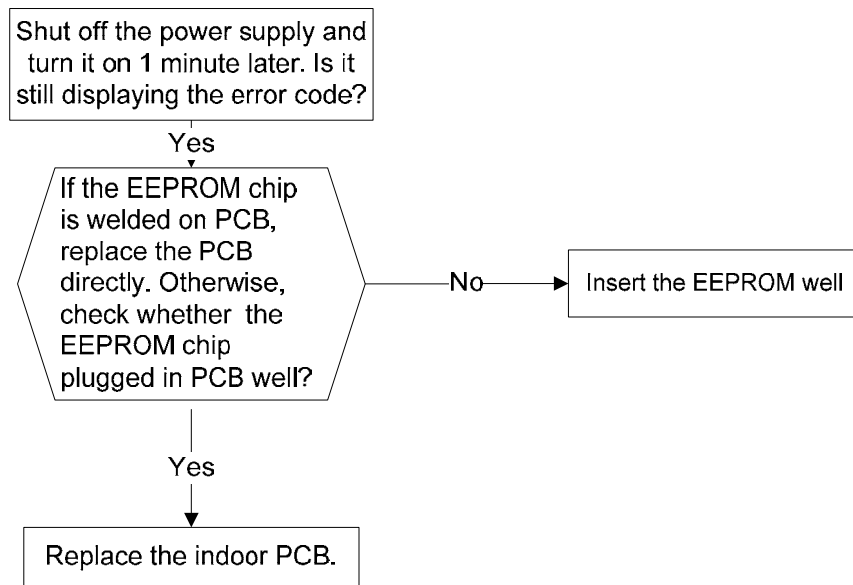 Shut off the power supply and
turn it on 1 minute later. Is it
still displaying the error code?
Yes
If the EEPROM chip
is welded on PCB,
replace the PCB
directly. Otherwise,
check whether the
EEPROM chip
plugged in PCB well?
No
Insert the EEPROM well
Yes
Replace the indoor PCB.